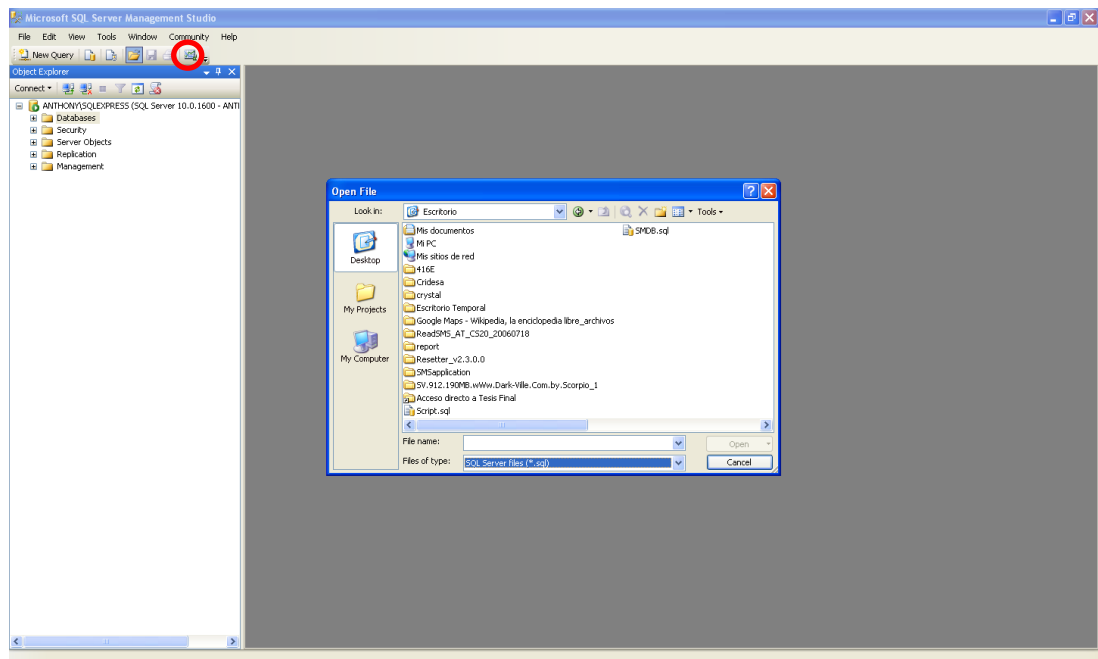 Microsoft SQL Server Management Studio
File Edit View Tools Window Community Help
New Query
Object Explorer
Connect
ANTHONY\SQLEXPRESS (SQL Server 10.0.1600 - ANTI
Databases
Security
Server Objects
Replication
Management
Open File
Look in:
Escritorio
Tools
Desktop
My Projects
My Computer
Mis documentos
Mi PC
Mis sitios de red
416E
Cridesa
crystal
Escritorio Temporal
Google Maps - Wikipedia, la enciclopedia libre_archivos
ReadSMS_AT_CS20_20060718
report
Resetter_v2.3.0.0
SMSapplication
SV.912.190MB.wWw.Dark-Ville.Com.by.Scorpio_1
Acceso directo a Tesis Final
Script.sql
SMDB.sql
File name:
Open
Files of type:
SQL Server files (*.sql)
Cancel